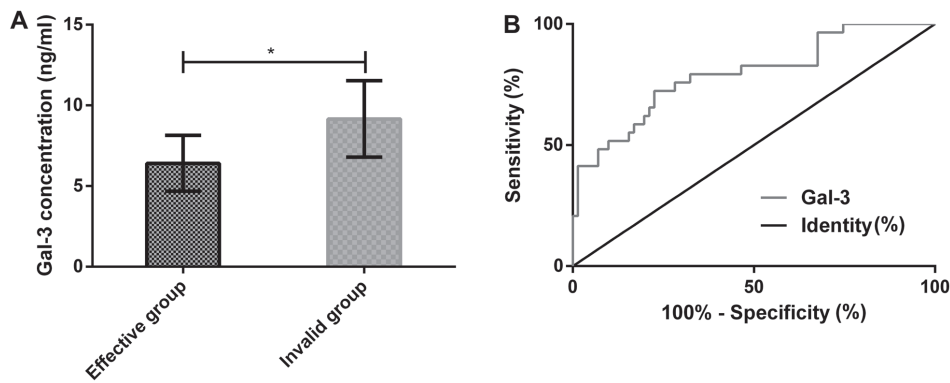 A
Gal-3 concentration (ng/ml)
15
10
5
0
*
Effective group
Invalid group
B
Sensitivity (%)
100
50
0
Gal-3
Identity (%)
0
50
100
100% - Specificity (%)